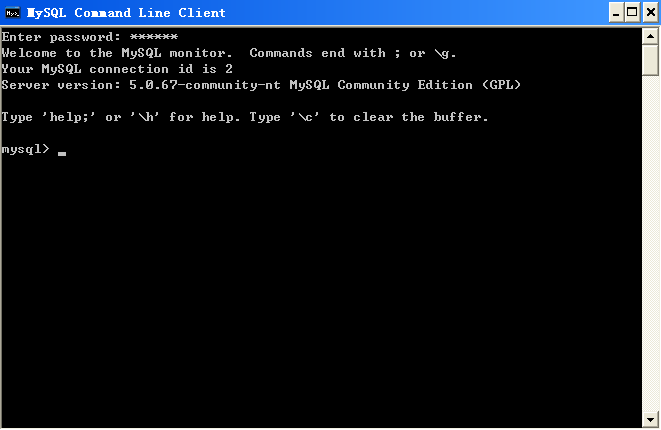 MySQL Command Line Client
Enter password: ******
Welcome to the MySQL monitor.  Commands end with ; or \g.
Your MySQL connection id is 2
Server version: 5.0.67-community-nt MySQL Community Edition (GPL)
Type 'help;' or '\h' for help. Type '\c' to clear the buffer.
mysql> _